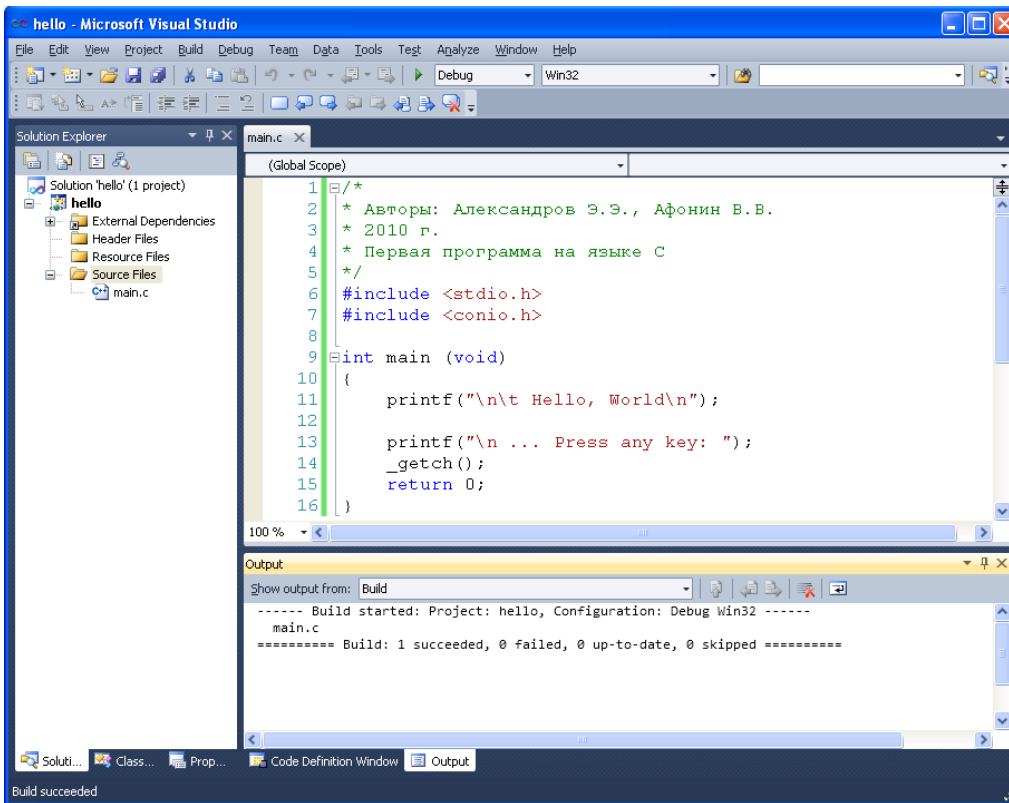 hello - Microsoft Visual Studio
File Edit View Project Build Debug Team Data Tools Test Analyze Window Help
Debug Win32
Solution Explorer
Solution 'hello' (1 project)
hello
External Dependencies
Header Files
Resource Files
Source Files
main.c
main.c
(Global Scope)
1 /*
2 * Авторы: Александров Э.Э., Афонин В.В.
3 * 2010 г.
4 * Первая программа на языке С
5 */
6 #include <stdio.h>
7 #include <conio.h>
8
9 int main (void)
10 {
11 printf("\n\t Hello, World\n");
12
13 printf("\n ... Press any key: ");
14 _getch();
15 return 0;
16 }
100 %
Output
Show output from: Build
------ Build started: Project: hello, Configuration: Debug Win32 ------
main.c
========== Build: 1 succeeded, 0 failed, 0 up-to-date, 0 skipped ==========
Soluti... Class... Prop... Code Definition Window Output
Build succeeded